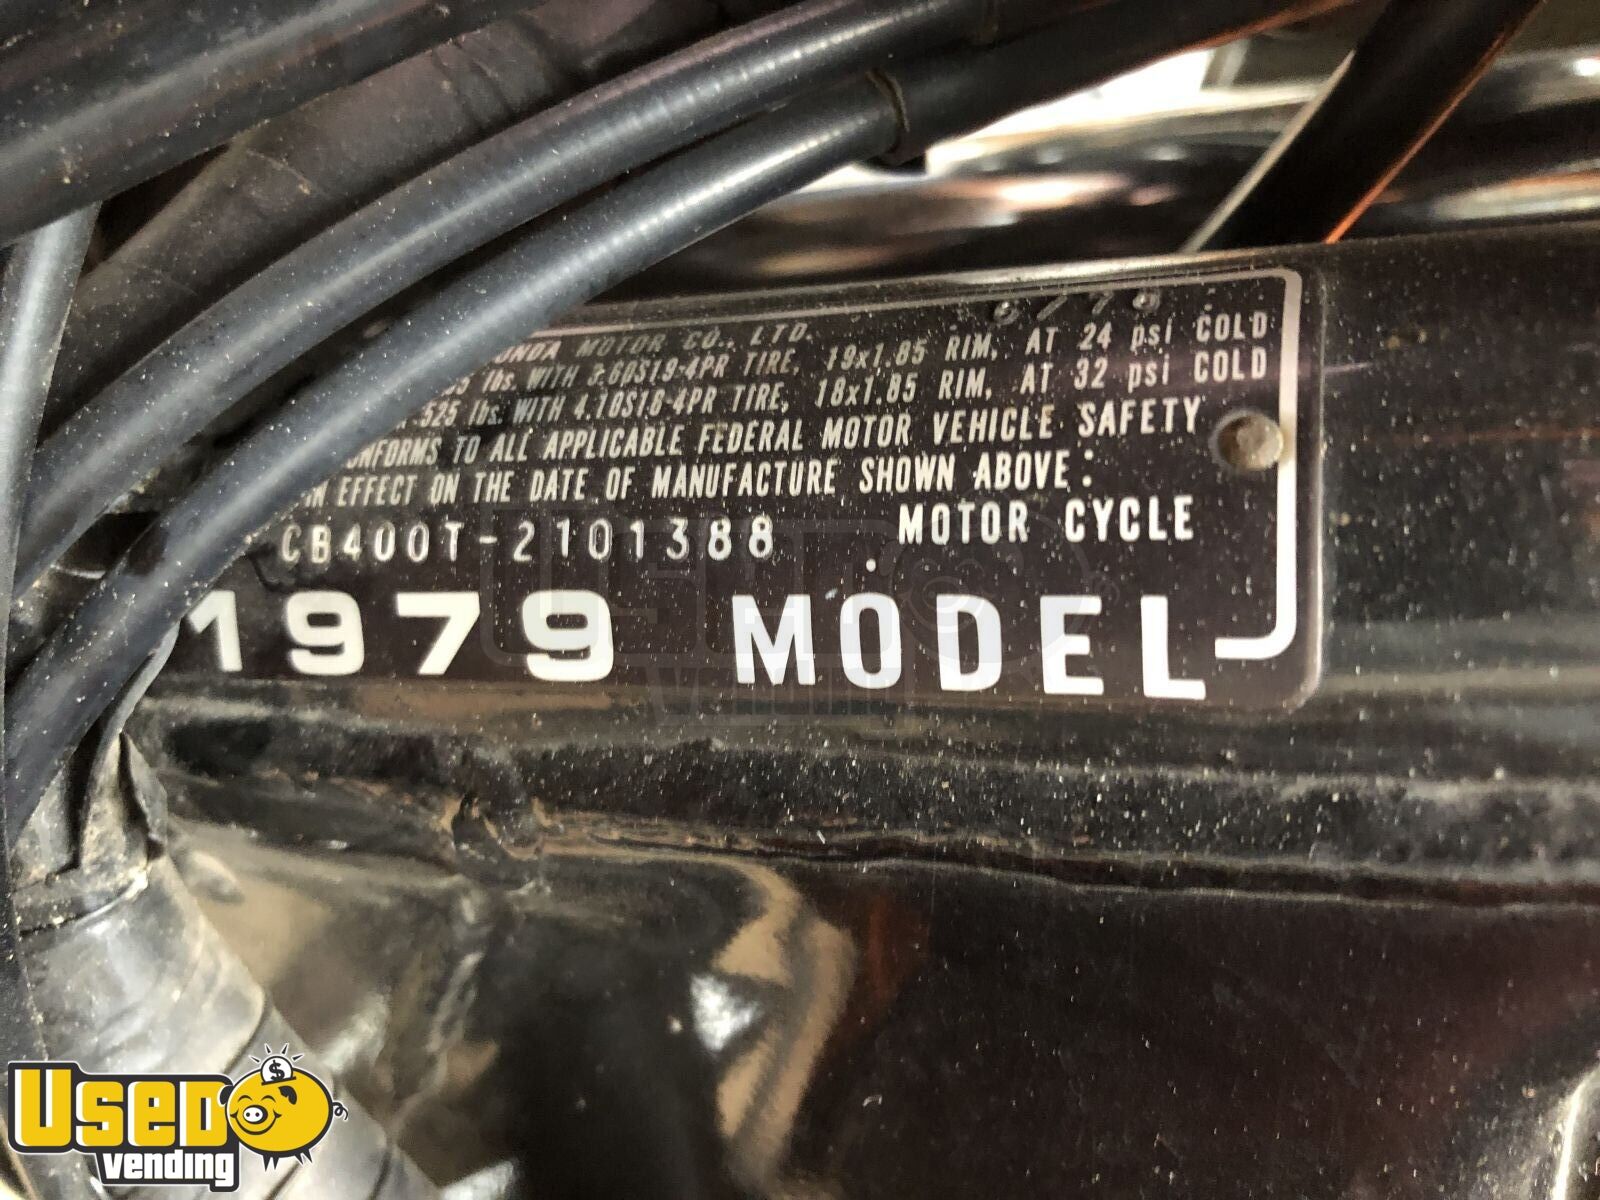 MOTOR CO., LTD.
lbs. WITH 3.60S19-4PR TIRE, 19x1.85 RIM, AT 24 psi COLD
525 lbs. WITH 4.10S18-4PR TIRE, 18x1.85 RIM, AT 32 psi COLD
TO ALL APPLICABLE FEDERAL MOTOR VEHICLE SAFETY
EFFECT ON THE DATE OF MANUFACTURE SHOWN ABOVE:
CB400T-2101388 MOTOR CYCLE
1979 MODEL
USED
vending